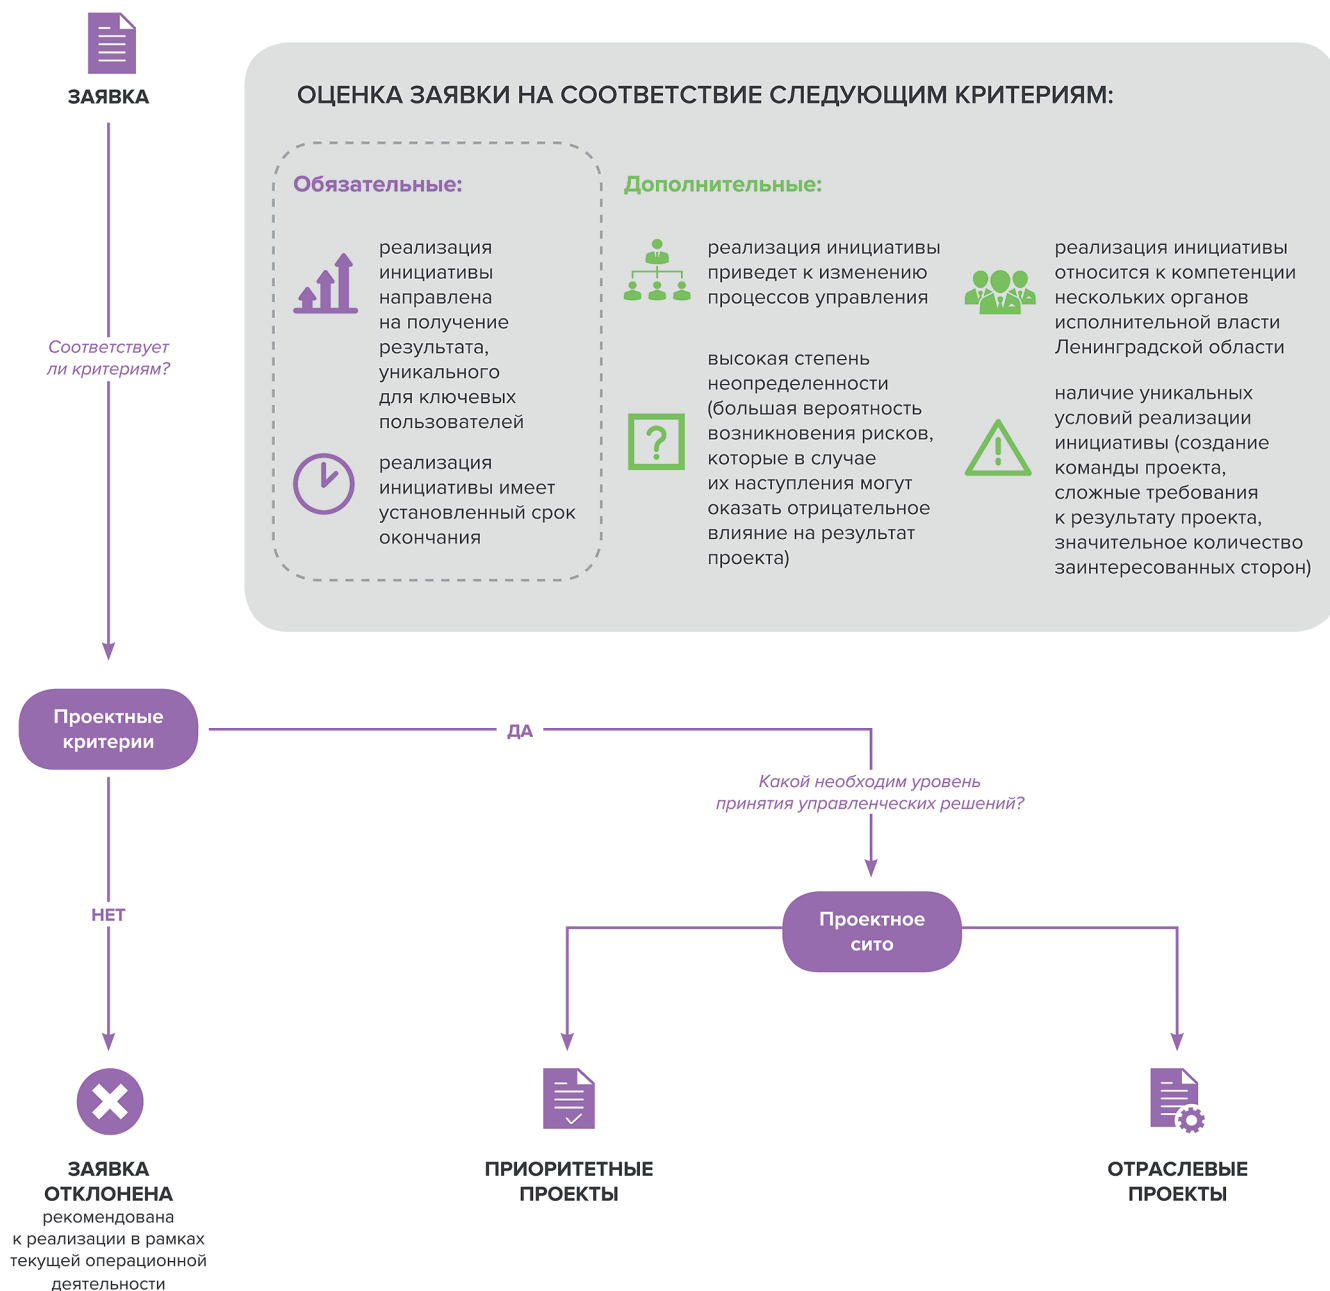 ЗАЯВКА
ОЦЕНКА ЗАЯВКИ НА СООТВЕТСТВИЕ СЛЕДУЮЩИМ КРИТЕРИЯМ:
Обязательные:
реализация
инициативы
направлена
на получение
результата,
уникального
для ключевых
пользователей
реализация
инициативы имеет
установленный срок
окончания
Дополнительные:
реализация инициативы
приведет к изменению
процессов управления
высокая степень
неопределенности
(большая вероятность
возникновения рисков,
которые в случае
их наступления могут
оказать отрицательное
влияние на результат
проекта)
реализация инициативы
относится к компетенции
нескольких органов
исполнительной власти
Ленинградской области
наличие уникальных
условий реализации
инициативы (создание
команды проекта,
сложные требования
к результату проекта,
значительное количество
заинтересованных сторон)
Соответствует
ли критериям?
Проектные
критерии
ДА
Какой необходим уровень
принятия управленческих решений?
НЕТ
Проектное
сито
ЗАЯВКА
ОТКЛОНЕНА
рекомендована
к реализации в рамках
текущей операционной
деятельности
ПРИОРИТЕТНЫЕ
ПРОЕКТЫ
ОТРАСЛЕВЫЕ
ПРОЕКТЫ